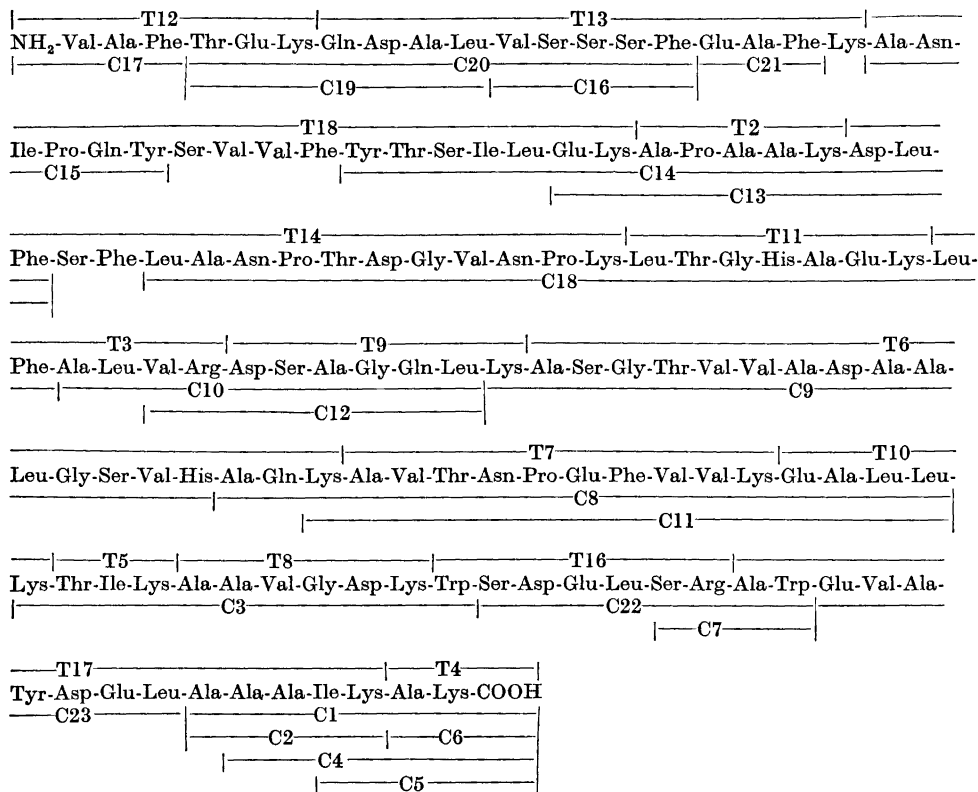 T12 T13
NH₂-Val-Ala-Phe-Thr-Glu-Lys-Gln-Asp-Ala-Leu-Val-Ser-Ser-Ser-Phe-Glu-Ala-Phe-Lys-Ala-Asn-
C17 C20 C21
C19 C16
T18 T2
Ile-Pro-Gln-Tyr-Ser-Val-Val-Phe-Tyr-Thr-Ser-Ile-Leu-Glu-Lys-Ala-Pro-Ala-Ala-Lys-Asp-Leu-
C15 C14
C13
T14 T11
Phe-Ser-Phe-Leu-Ala-Asn-Pro-Thr-Asp-Gly-Val-Asn-Pro-Lys-Leu-Thr-Gly-His-Ala-Glu-Lys-Leu-
C18
T3 T9 T6
Phe-Ala-Leu-Val-Arg-Asp-Ser-Ala-Gly-Gln-Leu-Lys-Ala-Ser-Gly-Thr-Val-Val-Ala-Asp-Ala-Ala-
C10 C9
C12
T7 T10
Leu-Gly-Ser-Val-His-Ala-Gln-Lys-Ala-Val-Thr-Asn-Pro-Glu-Phe-Val-Val-Lys-Glu-Ala-Leu-Leu-
C8
C11
T5 T8 T16
Lys-Thr-Ile-Lys-Ala-Ala-Val-Gly-Asp-Lys-Trp-Ser-Asp-Glu-Leu-Ser-Arg-Ala-Trp-Glu-Val-Ala-
C3 C22
C7
T17 T4
Tyr-Asp-Glu-Leu-Ala-Ala-Ala-Ile-Lys-Ala-Lys-COOH
C23 C1
C2 C6
C4
C5